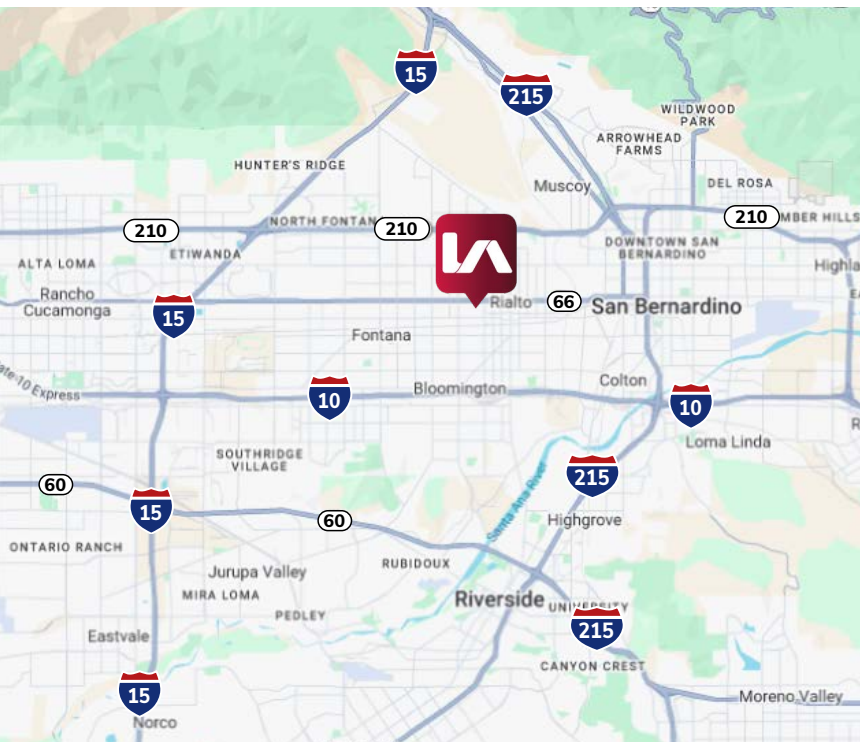 15
215
WILDWOOD
PARK
ARROWHEAD
FARMS
HUNTER'S RIDGE
Muscoy
DEL ROSA
210
NORTH FONTAN
210
210
MBER HILLS
ETIWANDA
DOWNTOWN SAN
BERNARDINO
ALTA LOMA
Highla
LA
Rancho
Cucamonga
15
Rialto
66
San Bernardino
Fontana
ate-10 Express
10
Bloomington
Colton
10
Loma Linda
SOUTHRIDGE
VILLAGE
215
60
15
60
Santa Ana River
Highgrove
ONTARIO RANCH
RUBIDOUX
Jurupa Valley
MIRA LOMA
Riverside
UNIVERSITY
PEDLEY
215
Eastvale
CANYON CREST
15
Moreno Valley
Norco